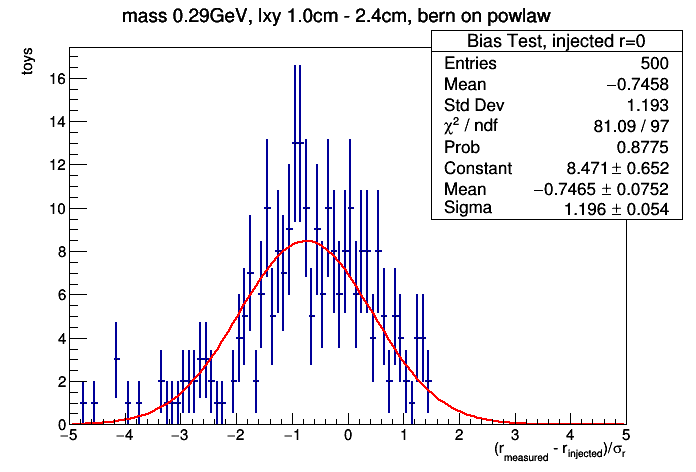 mass 0.29GeV, lxy 1.0cm - 2.4cm, bern on powlaw
Bias Test, injected r=0
Entries 500
Mean −0.7458
Std Dev 1.193
χ² / ndf 81.09 / 97
Prob 0.8775
Constant 8.471 ± 0.652
Mean −0.7465 ± 0.0752
Sigma 1.196 ± 0.054
toys
16
14
12
10
8
6
4
2
0
−5 −4 −3 −2 −1 0 1 2 3 4 5
(r_measured - r_injected)/σ_r